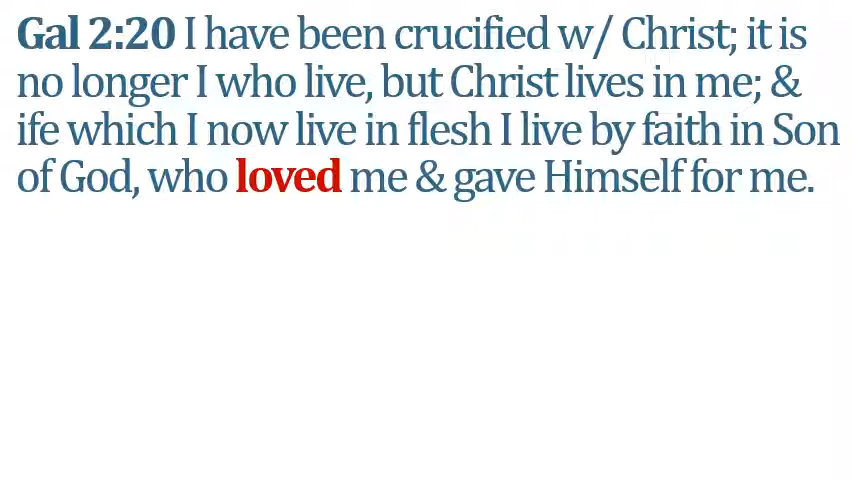 Gal 2:20 I have been crucified w/ Christ; it is
no longer I who live, but Christ lives in me; &
ife which I now live in flesh I live by faith in Son
of God, who loved me & gave Himself for me.